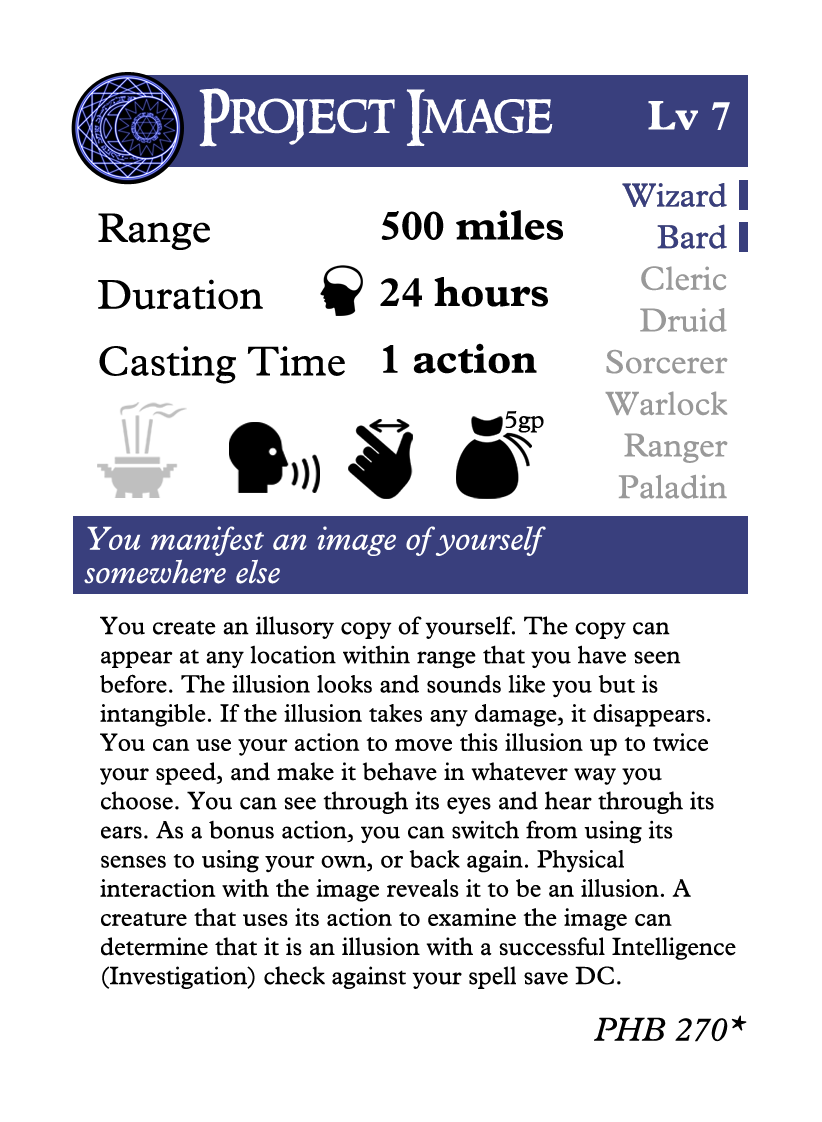 Project Image Lv 7
Wizard
Bard
Cleric
Druid
Sorcerer
Warlock
Ranger
Paladin
Range 500 miles
Duration 24 hours
Casting Time 1 action
5gp
You manifest an image of yourself
somewhere else
You create an illusory copy of yourself. The copy can
appear at any location within range that you have seen
before. The illusion looks and sounds like you but is
intangible. If the illusion takes any damage, it disappears.
You can use your action to move this illusion up to twice
your speed, and make it behave in whatever way you
choose. You can see through its eyes and hear through its
ears. As a bonus action, you can switch from using its
senses to using your own, or back again. Physical
interaction with the image reveals it to be an illusion. A
creature that uses its action to examine the image can
determine that it is an illusion with a successful Intelligence
(Investigation) check against your spell save DC.
PHB 270*